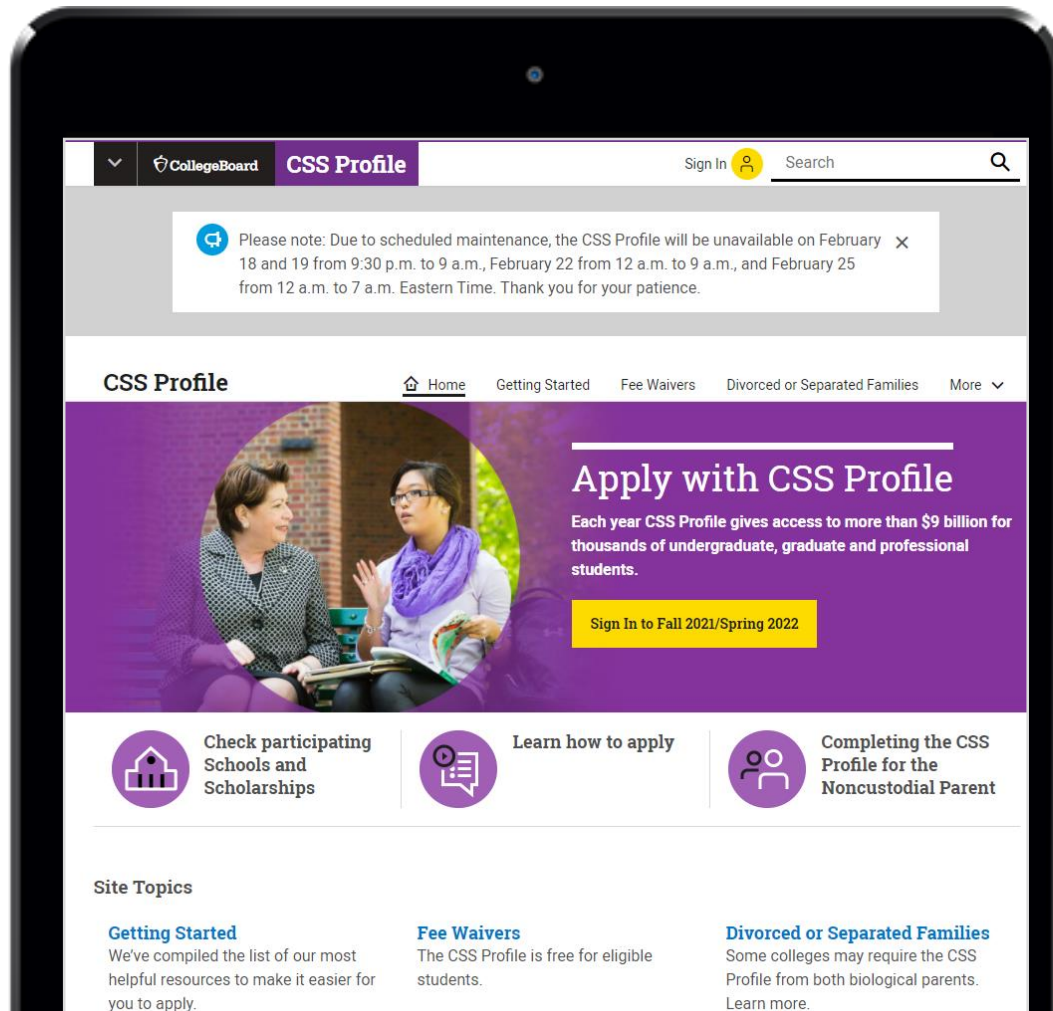 CollegeBoard CSS Profile Sign In Search
Please note: Due to scheduled maintenance, the CSS Profile will be unavailable on February
18 and 19 from 9:30 p.m. to 9 a.m., February 22 from 12 a.m. to 9 a.m., and February 25
from 12 a.m. to 7 a.m. Eastern Time. Thank you for your patience.
CSS Profile Home Getting Started Fee Waivers Divorced or Separated Families More
Apply with CSS Profile
Each year CSS Profile gives access to more than $9 billion for
thousands of undergraduate, graduate and professional
students.
Sign In to Fall 2021/Spring 2022
Check participating
Schools and
Scholarships
Learn how to apply
Completing the CSS
Profile for the
Noncustodial Parent
Site Topics
Getting Started
We've compiled the list of our most
helpful resources to make it easier for
you to apply.
Fee Waivers
The CSS Profile is free for eligible
students.
Divorced or Separated Families
Some colleges may require the CSS
Profile from both biological parents.
Learn more.